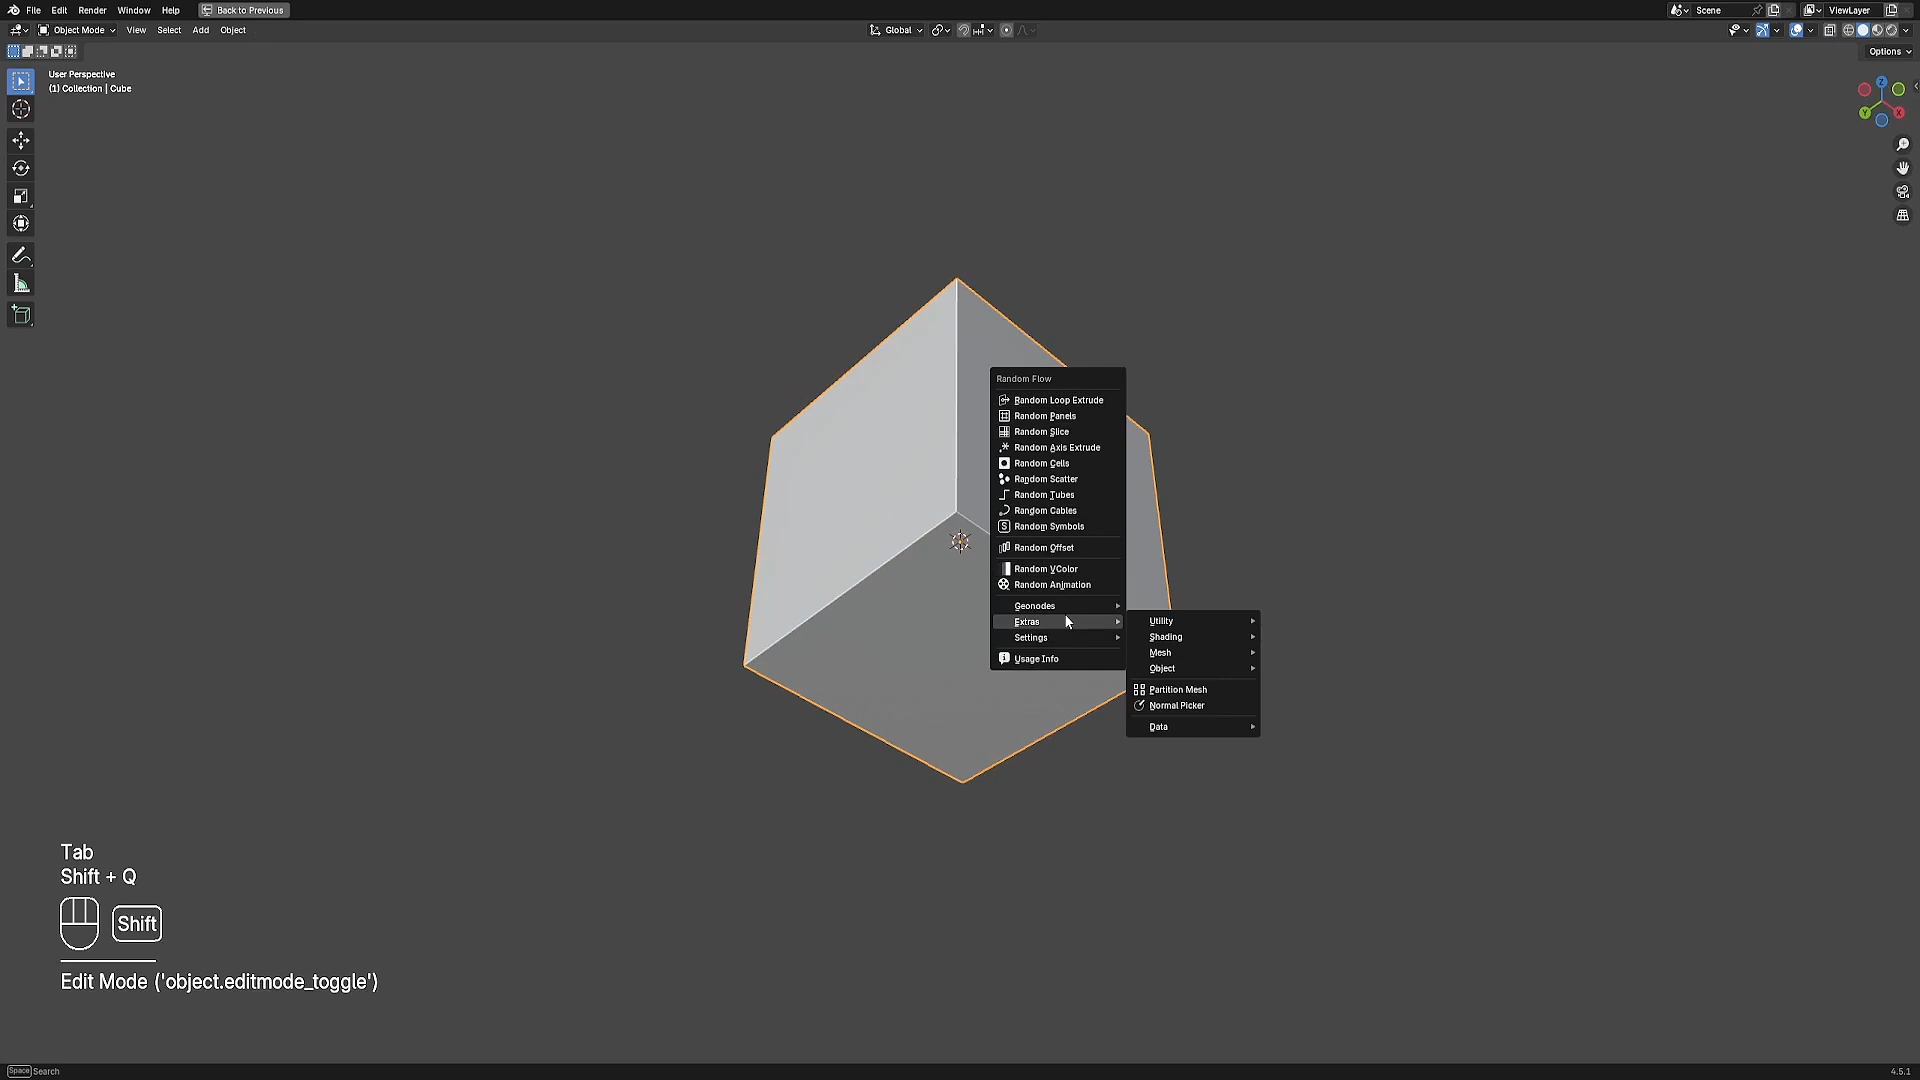 File Edit Render Window Help Back to Previous Scene ViewLayer
Object Mode View Select Add Object Global
Options
User Perspective
(1) Collection | Cube
Z
Y X
Random Flow
Random Loop Extrude
Random Panels
Random Slice
Random Axis Extrude
Random Cells
Random Scatter
Random Tubes
Random Cables
S Random Symbols
Random Offset
Random VColor
Random Animation
Geonodes
Extras
Settings
Usage Info
Utility
Shading
Mesh
Object
Partition Mesh
Normal Picker
Data
Tab
Shift + Q
Shift
Edit Mode ('object.editmode_toggle')
Space Search 4.5.1